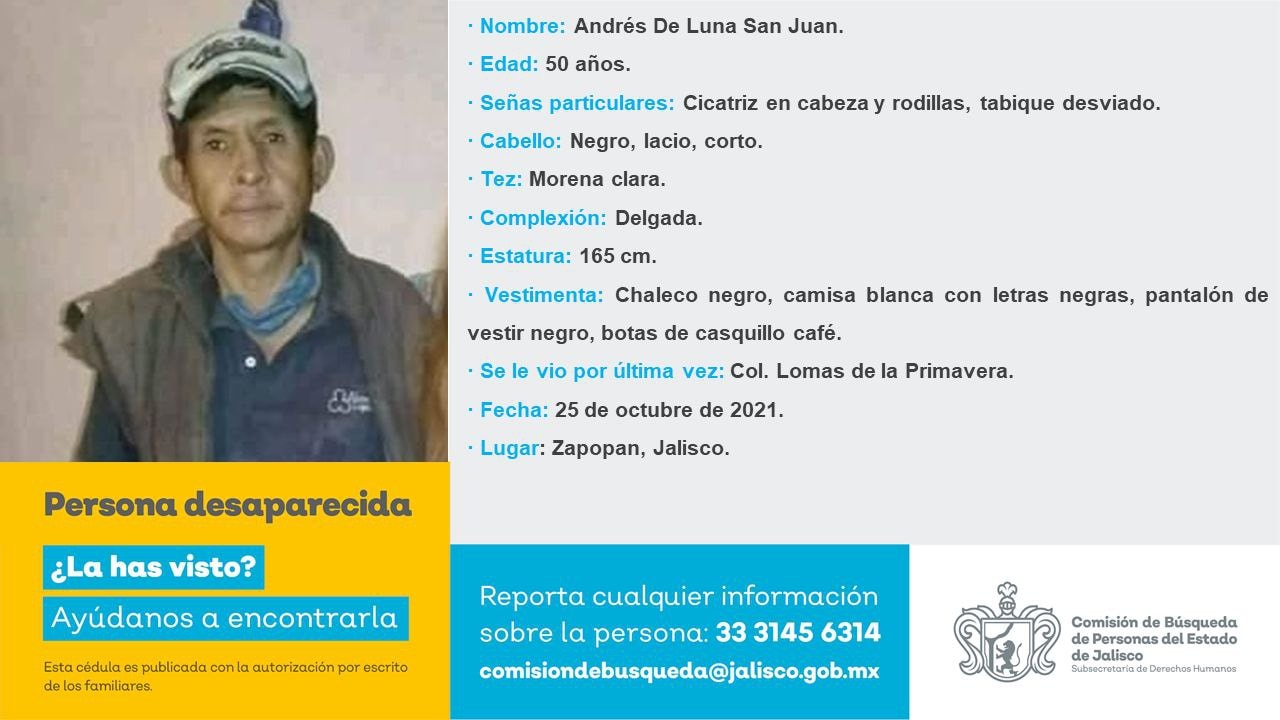 · Nombre: Andrés De Luna San Juan.
· Edad: 50 años.
· Señas particulares: Cicatriz en cabeza y rodillas, tabique desviado.
· Cabello: Negro, lacio, corto.
· Tez: Morena clara.
· Complexión: Delgada.
· Estatura: 165 cm.
· Vestimenta: Chaleco negro, camisa blanca con letras negras, pantalón de
vestir negro, botas de casquillo café.
· Se le vio por última vez: Col. Lomas de la Primavera.
· Fecha: 25 de octubre de 2021.
· Lugar: Zapopan, Jalisco.
Persona desaparecida
¿La has visto?
Ayúdanos a encontrarla
Esta cédula es publicada con la autorización por escrito
de los familiares.
Reporta cualquier información
sobre la persona: 33 3145 6314
comisiondebusqueda@jalisco.gob.mx
Comisión de Búsqueda
de Personas del Estado
de Jalisco
Subsecretaría de Derechos Humanos